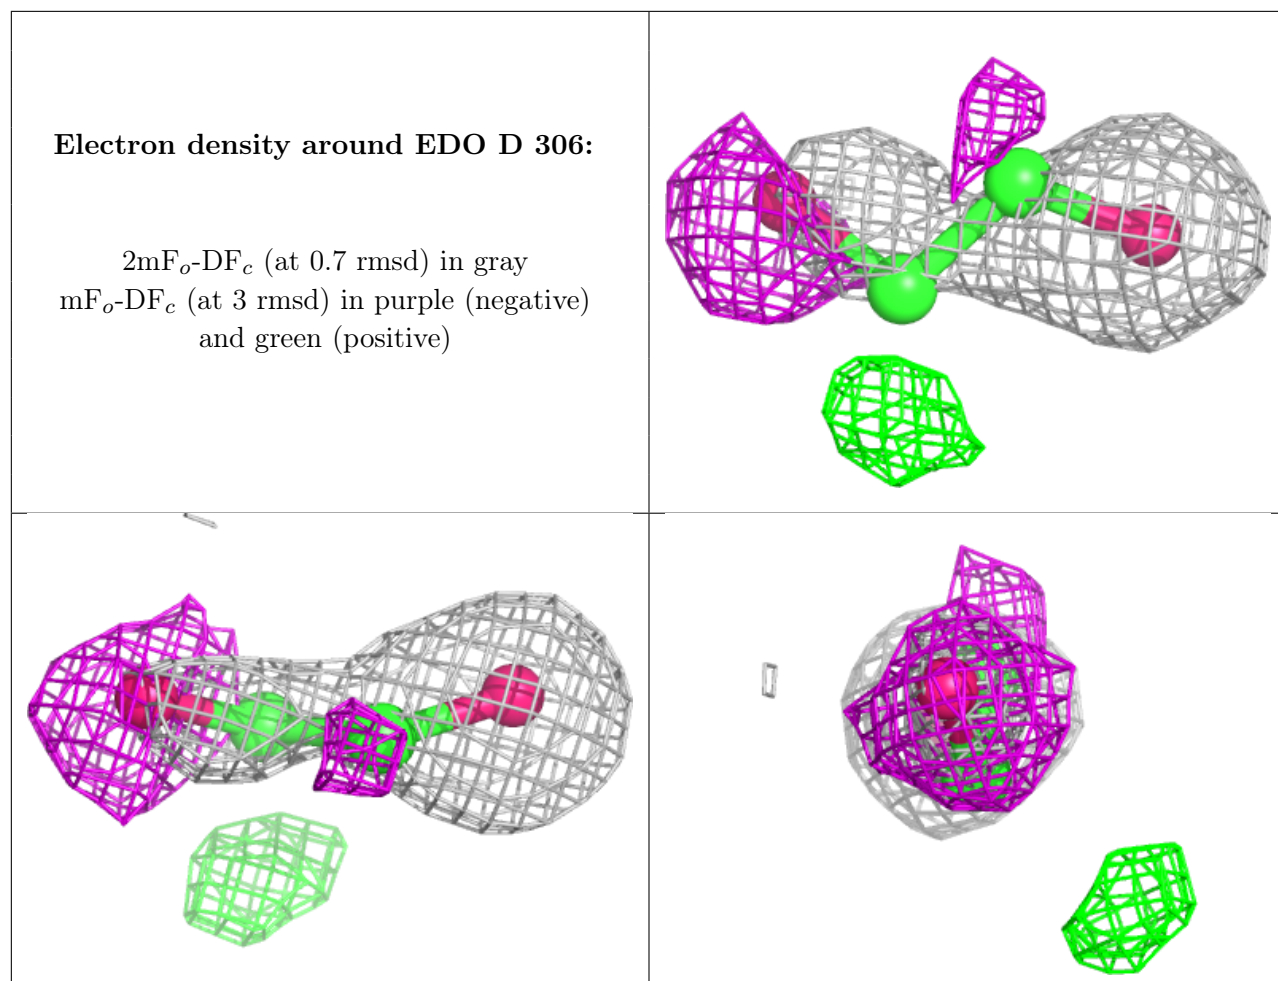 Electron density around EDO D 306:
2mFₒ-DF𝒸 (at 0.7 rmsd) in gray
mFₒ-DF𝒸 (at 3 rmsd) in purple (negative)
and green (positive)